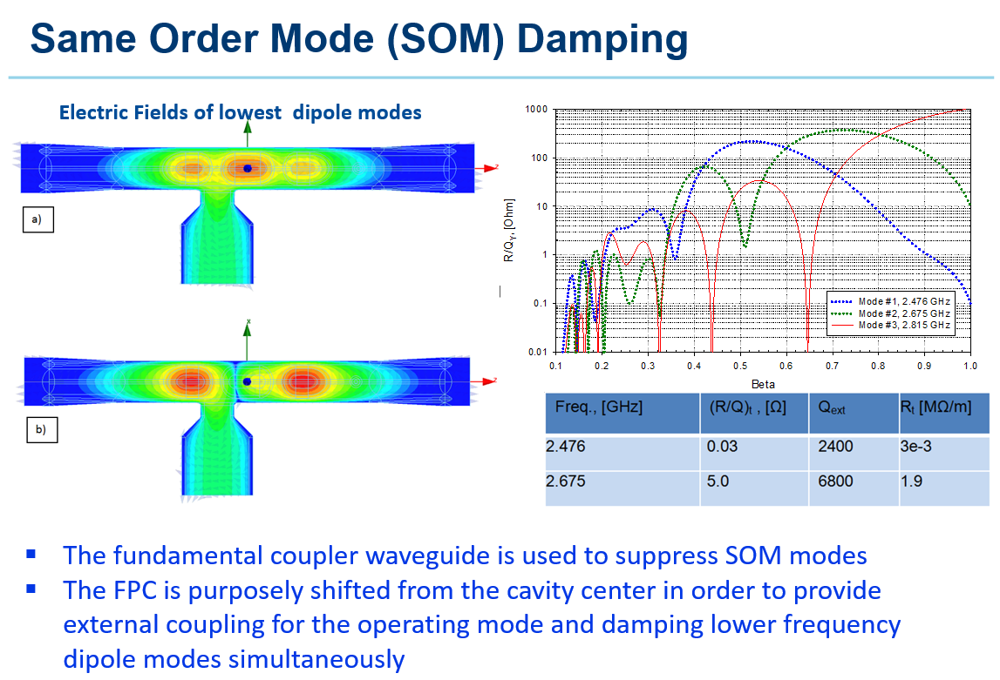 Same Order Mode (SOM) Damping
Electric Fields of lowest dipole modes
z
a)
x
z
b)
1000
100
10
1
0.1
0.01
R/Qy, [Ohm]
0.1 0.2 0.3 0.4 0.5 0.6 0.7 0.8 0.9 1.0
Beta
Mode #1, 2.476 GHz
Mode #2, 2.675 GHz
Mode #3, 2.815 GHz
Freq., [GHz] (R/Q)t , [Ω] Qext Rt [MΩ/m]
2.476 0.03 2400 3e-3
2.675 5.0 6800 1.9
▪ The fundamental coupler waveguide is used to suppress SOM modes
▪ The FPC is purposely shifted from the cavity center in order to provide
external coupling for the operating mode and damping lower frequency
dipole modes simultaneously